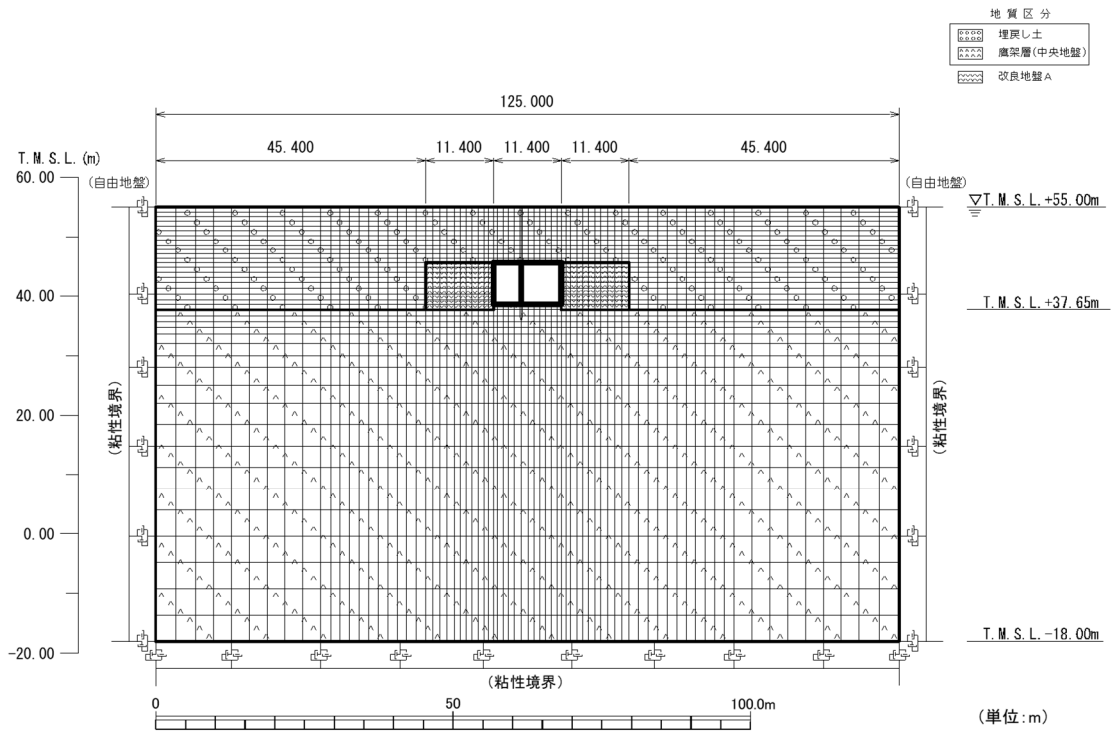 地質区分
埋戻し土
鷹架層(中央地盤)
改良地盤A
125.000
45.400 11.400 11.400 11.400 45.400
T.M.S.L.(m)
60.00
(自由地盤)
(自由地盤)
▽T.M.S.L.+55.00m
40.00
T.M.S.L.+37.65m
20.00
(粘性境界)
(粘性境界)
0.00
T.M.S.L.-18.00m
-20.00
(粘性境界)
0 50 100.0m
(単位:m)